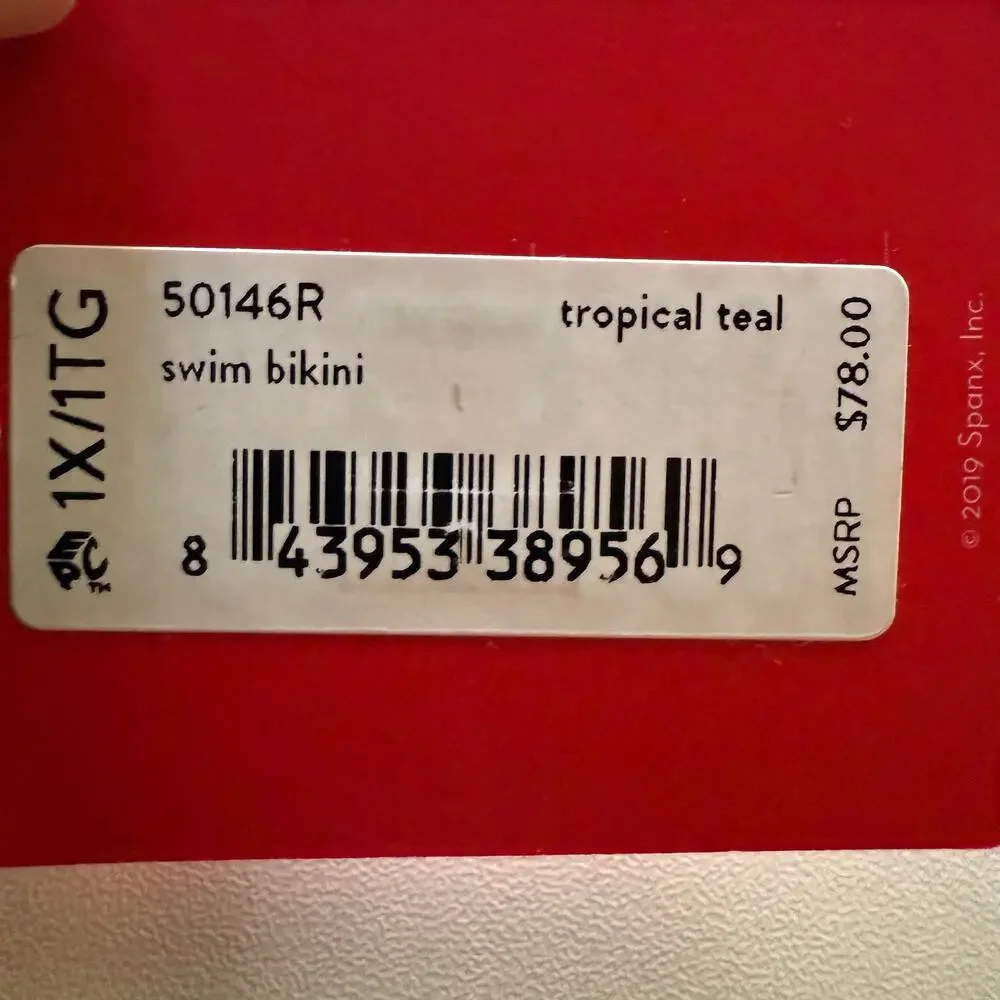 1X/1TG
50146R
tropical teal
swim bikini
8 43953 38956 9
MSRP $78.00
© 2019 Spanx, Inc.